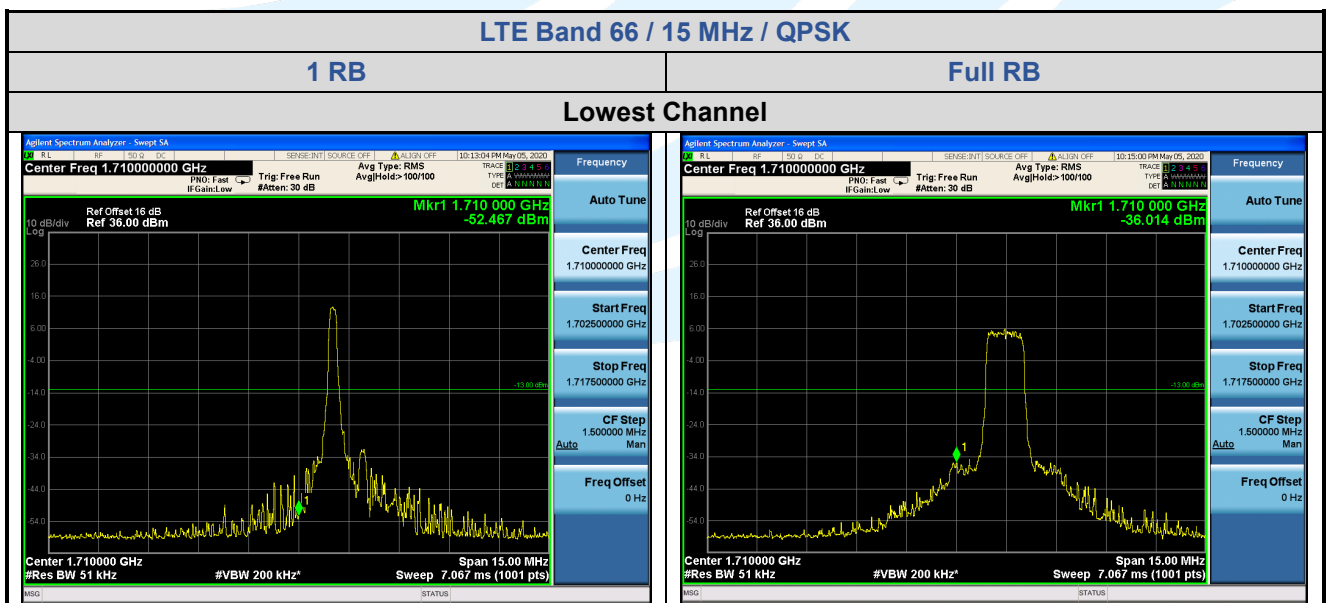 LTE Band 66 / 15 MHz / QPSK
1 RB
Full RB
Lowest Channel
Agilent Spectrum Analyzer - Swept SA
RL RF 50 Ω DC SENSE:INT SOURCE OFF ALIGN OFF 10:13:04 PM May 05, 2020
Center Freq 1.710000000 GHz
PNO: Fast
IFGain:Low
Trig: Free Run
#Atten: 30 dB
Avg Type: RMS
Avg|Hold:>100/100
TRACE 1 2 3 4 5 6
TYPE A
DET A N N N N N
Mkr1 1.710 000 GHz
-52.467 dBm
Ref Offset 16 dB
10 dB/div Ref 36.00 dBm
Log
26.0
16.0
6.00
-4.00
-13.00 dBm
-14.0
-24.0
-34.0
-44.0
-54.0
1
Center 1.710000 GHz
Span 15.00 MHz
#Res BW 51 kHz
#VBW 200 kHz*
Sweep 7.067 ms (1001 pts)
MSG STATUS
Frequency
Auto Tune
Center Freq
1.710000000 GHz
Start Freq
1.702500000 GHz
Stop Freq
1.717500000 GHz
CF Step
1.500000 MHz
Auto Man
Freq Offset
0 Hz
Agilent Spectrum Analyzer - Swept SA
RL RF 50 Ω DC SENSE:INT SOURCE OFF ALIGN OFF 10:15:00 PM May 05, 2020
Center Freq 1.710000000 GHz
PNO: Fast
IFGain:Low
Trig: Free Run
#Atten: 30 dB
Avg Type: RMS
Avg|Hold:>100/100
TRACE 1 2 3 4 5 6
TYPE A
DET A N N N N N
Mkr1 1.710 000 GHz
-36.014 dBm
Ref Offset 16 dB
10 dB/div Ref 36.00 dBm
Log
26.0
16.0
6.00
-4.00
-13.00 dBm
-14.0
-24.0
-34.0
-44.0
-54.0
1
Center 1.710000 GHz
Span 15.00 MHz
#Res BW 51 kHz
#VBW 200 kHz*
Sweep 7.067 ms (1001 pts)
MSG STATUS
Frequency
Auto Tune
Center Freq
1.710000000 GHz
Start Freq
1.702500000 GHz
Stop Freq
1.717500000 GHz
CF Step
1.500000 MHz
Auto Man
Freq Offset
0 Hz